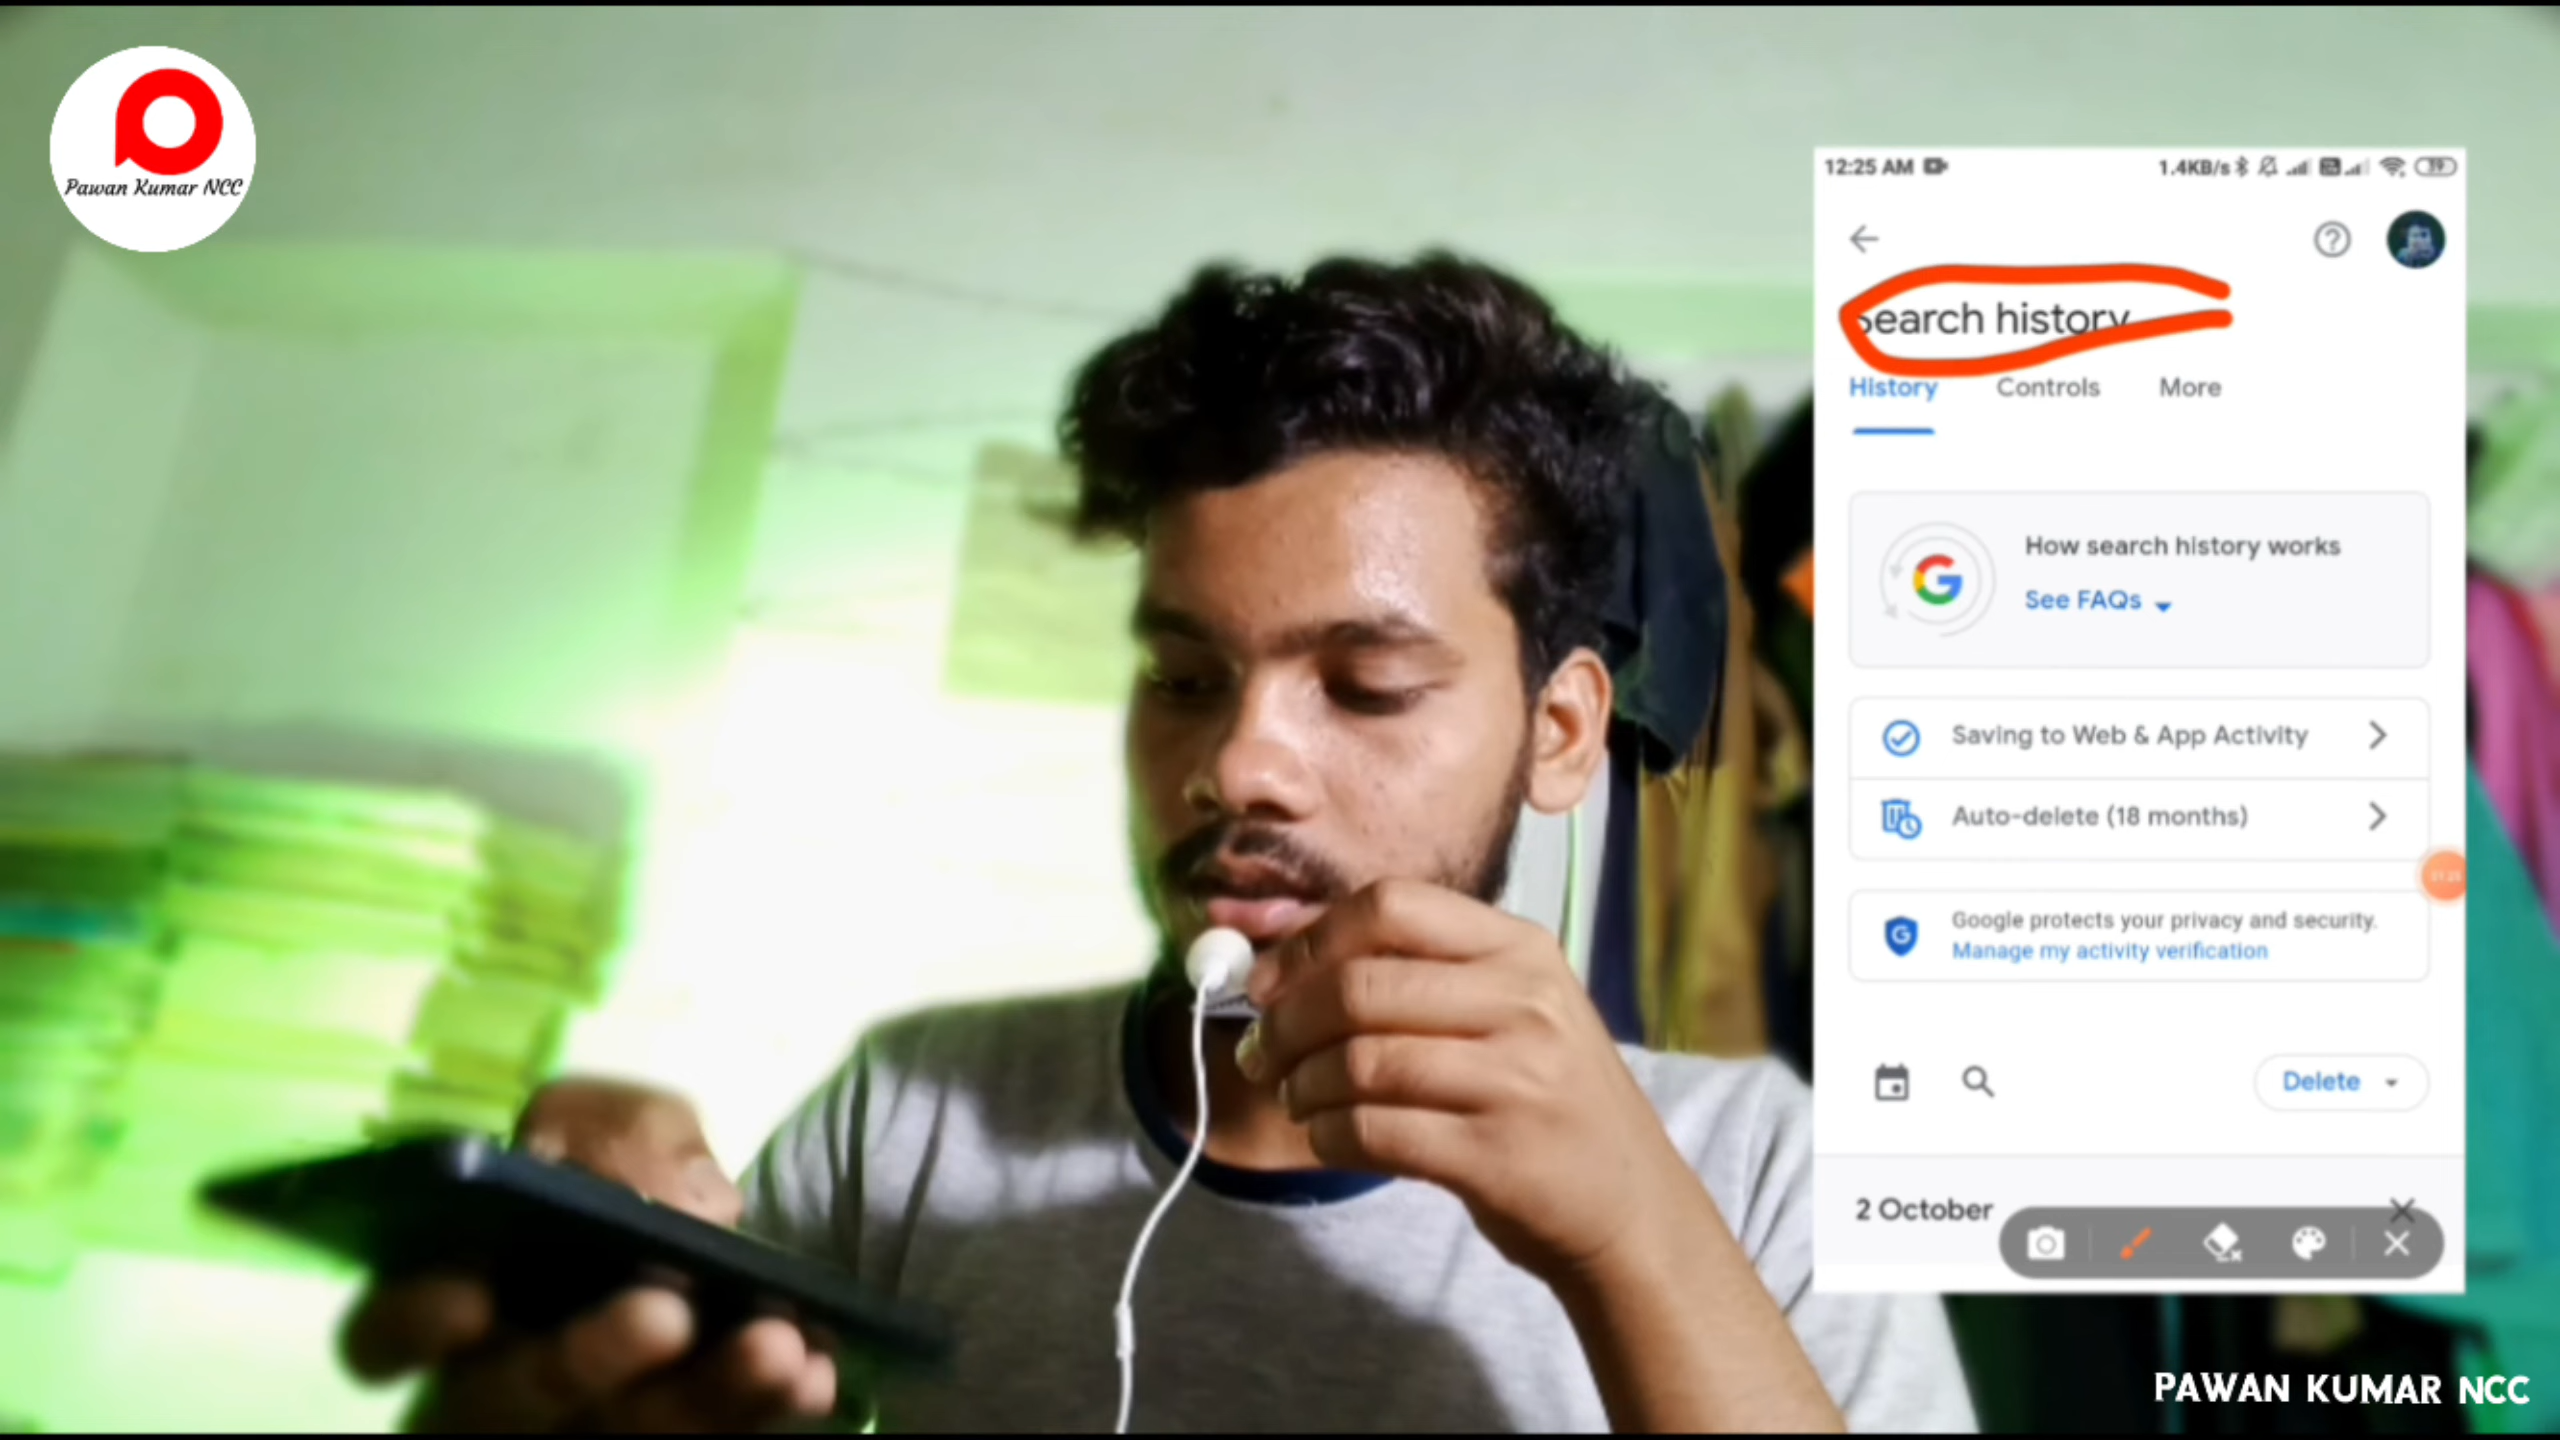 Pawan Kumar NCC
12:25 AM 1.4KB/s 39
Search history
History Controls More
How search history works
See FAQs
Saving to Web & App Activity
Auto-delete (18 months)
Google protects your privacy and security.
Manage my activity verification
Delete
2 October
PAWAN KUMAR NCC